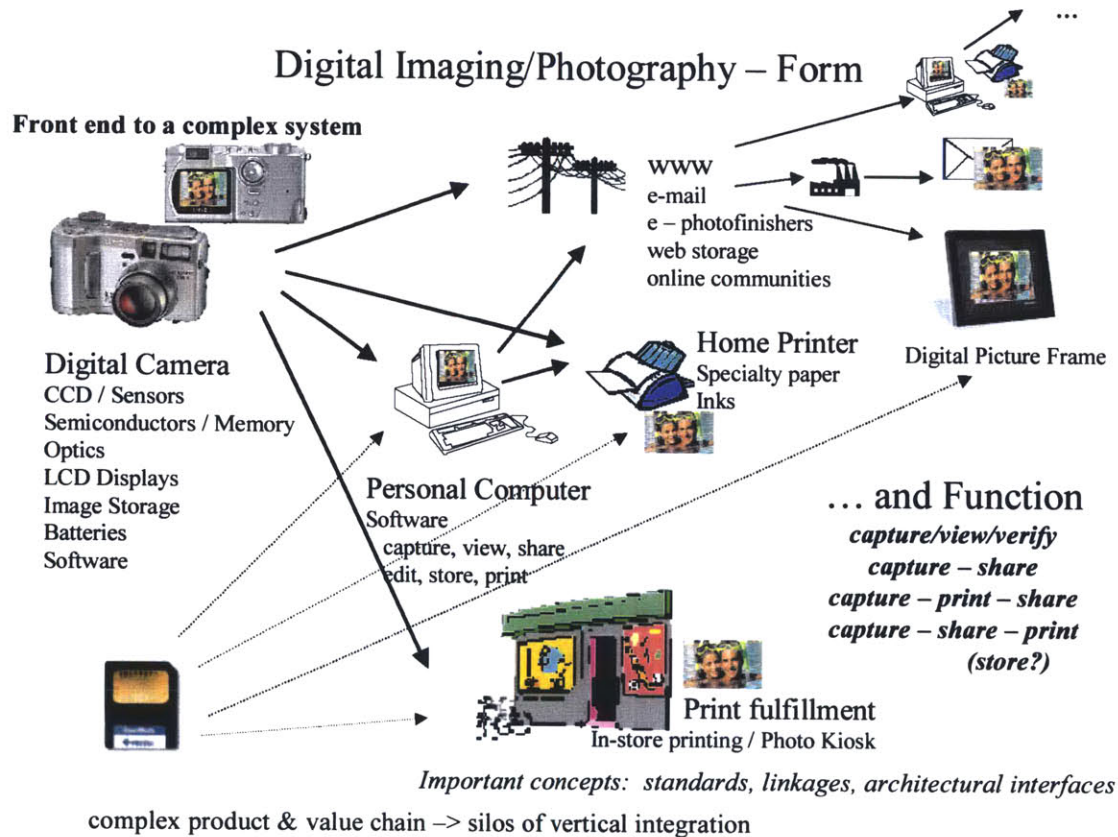 ...
Digital Imaging/Photography – Form
Front end to a complex system
www
e-mail
e – photofinishers
web storage
online communities
Digital Camera
CCD / Sensors
Semiconductors / Memory
Optics
LCD Displays
Image Storage
Batteries
Software
Home Printer
Specialty paper
Inks
Digital Picture Frame
Personal Computer
Software
capture, view, share
edit, store, print
... and Function
capture/view/verify
capture – share
capture – print – share
capture – share – print
(store?)
Print fulfillment
In-store printing / Photo Kiosk
Important concepts: standards, linkages, architectural interfaces
complex product & value chain –> silos of vertical integration